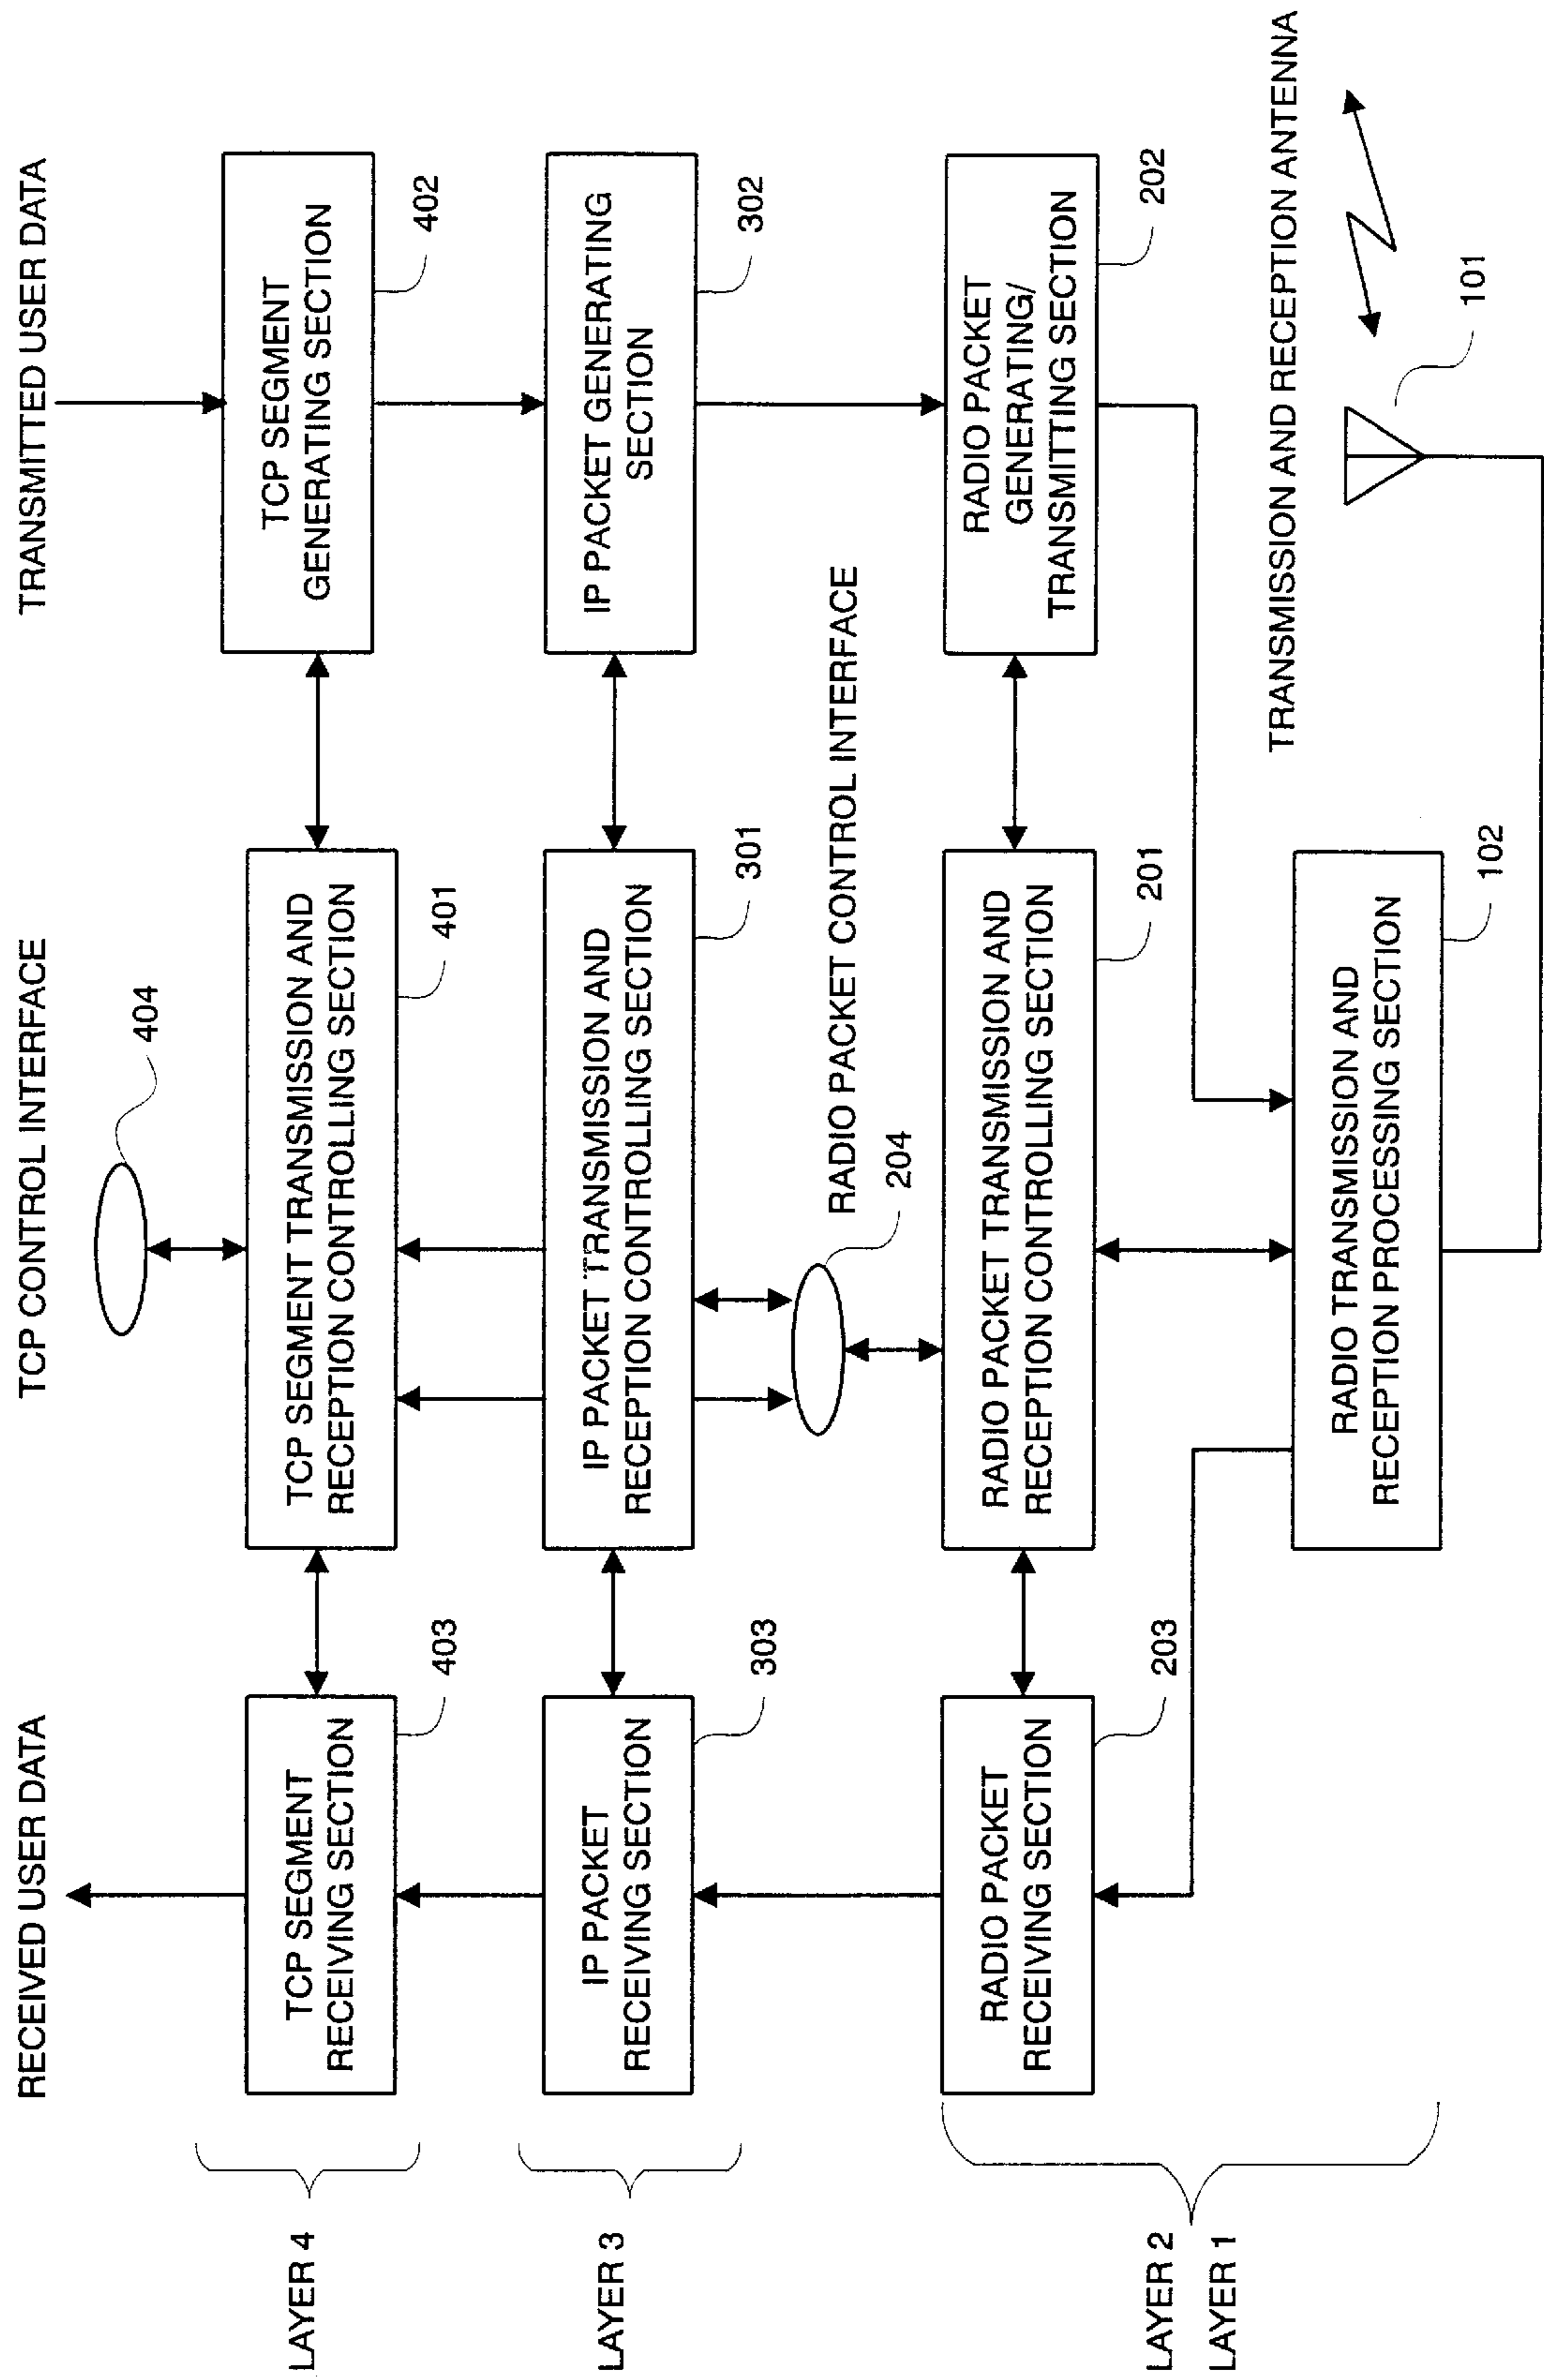 RECEIVED USER DATA
TCP CONTROL INTERFACE
TRANSMITTED USER DATA
404
LAYER 4
TCP SEGMENT
RECEIVING SECTION
403
TCP SEGMENT TRANSMISSION AND
RECEPTION CONTROLLING SECTION
401
TCP SEGMENT
GENERATING SECTION
402
LAYER 3
IP PACKET
RECEIVING SECTION
303
IP PACKET TRANSMISSION AND
RECEPTION CONTROLLING SECTION
301
IP PACKET GENERATING
SECTION
302
RADIO PACKET CONTROL INTERFACE
204
LAYER 2
LAYER 1
RADIO PACKET
RECEIVING SECTION
203
RADIO PACKET TRANSMISSION AND
RECEPTION CONTROLLING SECTION
201
RADIO PACKET
GENERATING/
TRANSMITTING SECTION
202
RADIO TRANSMISSION AND
RECEPTION PROCESSING SECTION
102
TRANSMISSION AND RECEPTION ANTENNA
101